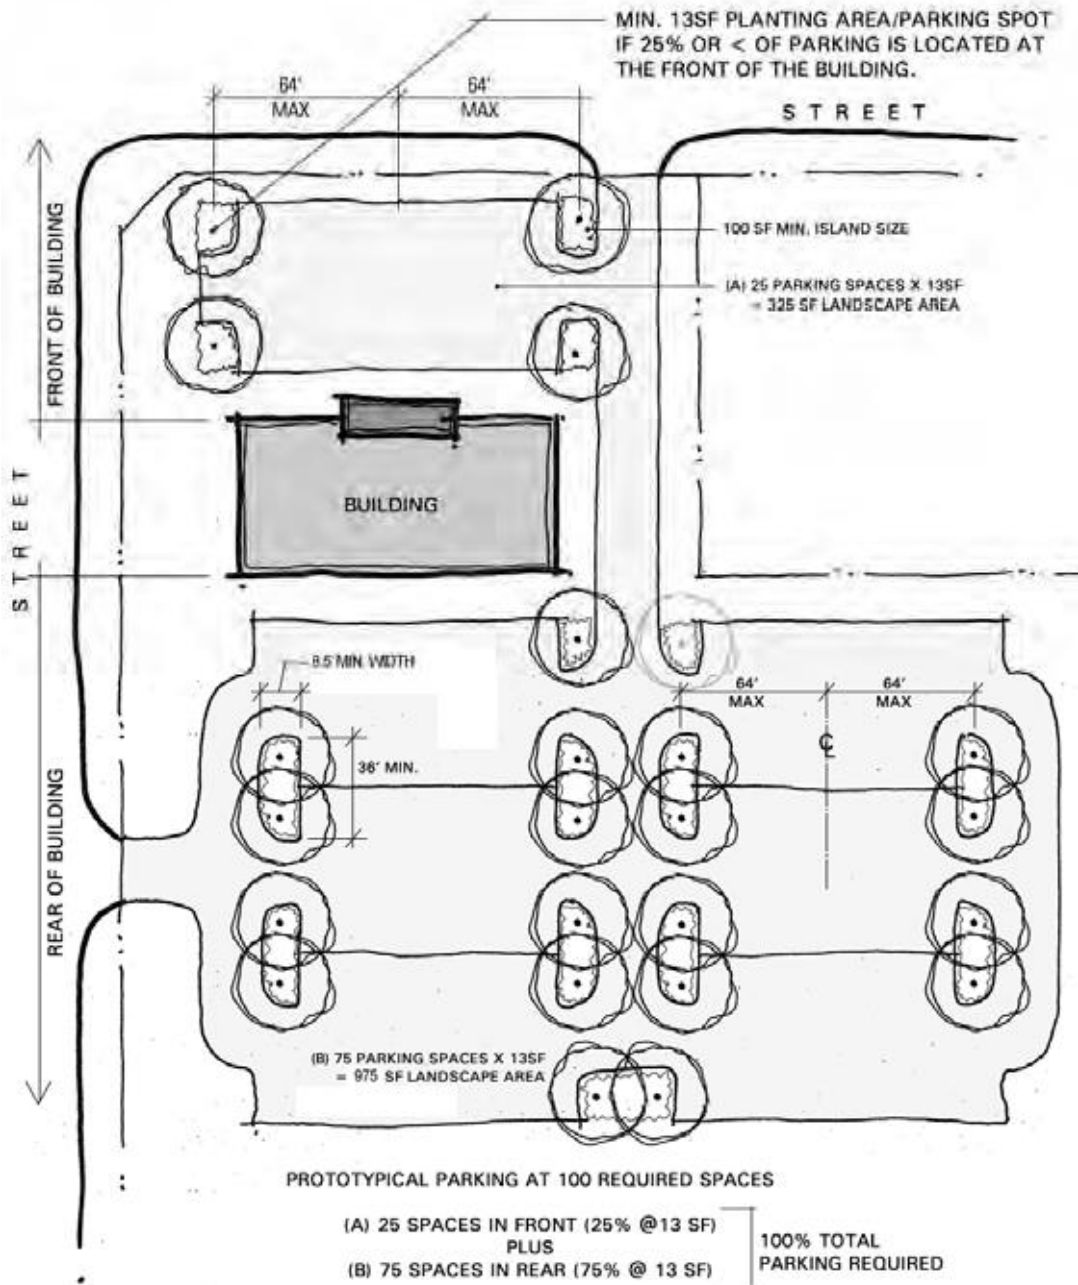 MIN. 13SF PLANTING AREA/PARKING SPOT
IF 25% OR < OF PARKING IS LOCATED AT
THE FRONT OF THE BUILDING.
64'
MAX
64'
MAX
STREET
FRONT OF BUILDING
100 SF MIN. ISLAND SIZE
(A) 25 PARKING SPACES X 13SF
= 325 SF LANDSCAPE AREA
BUILDING
STREET
8.5' MIN. WIDTH
64'
MAX
64'
MAX
36' MIN.
REAR OF BUILDING
(B) 75 PARKING SPACES X 13SF
= 975 SF LANDSCAPE AREA
PROTOTYPICAL PARKING AT 100 REQUIRED SPACES
(A) 25 SPACES IN FRONT (25% @13 SF)
PLUS
(B) 75 SPACES IN REAR (75% @ 13 SF)
100% TOTAL
PARKING REQUIRED